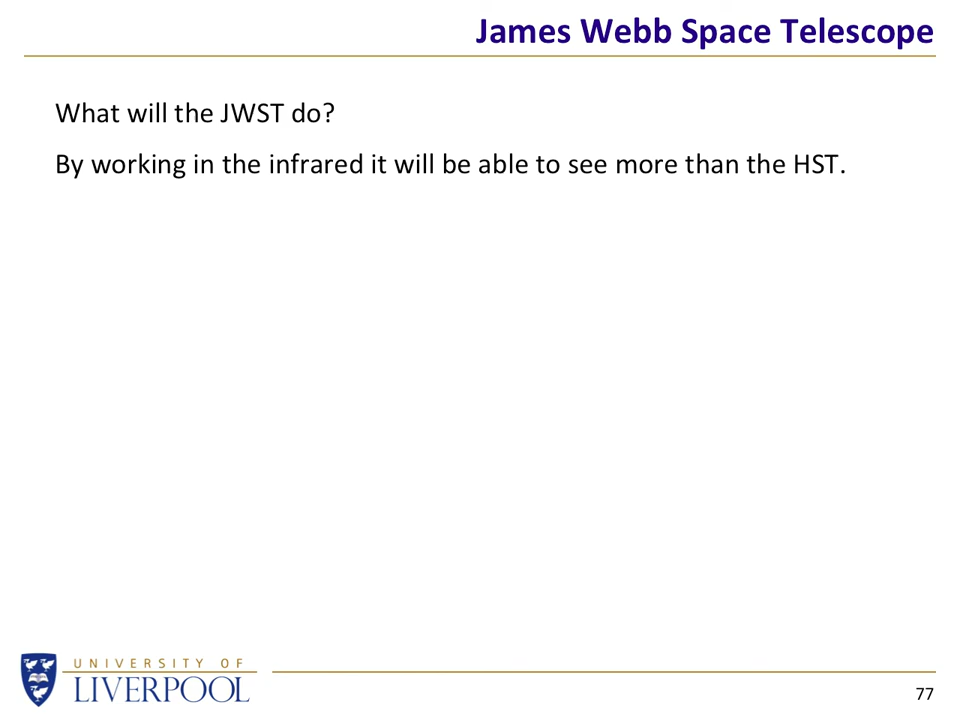 James Webb Space Telescope
What will the JWST do?
By working in the infrared it will be able to see more than the HST.
UNIVERSITY OF
LIVERPOOL
77